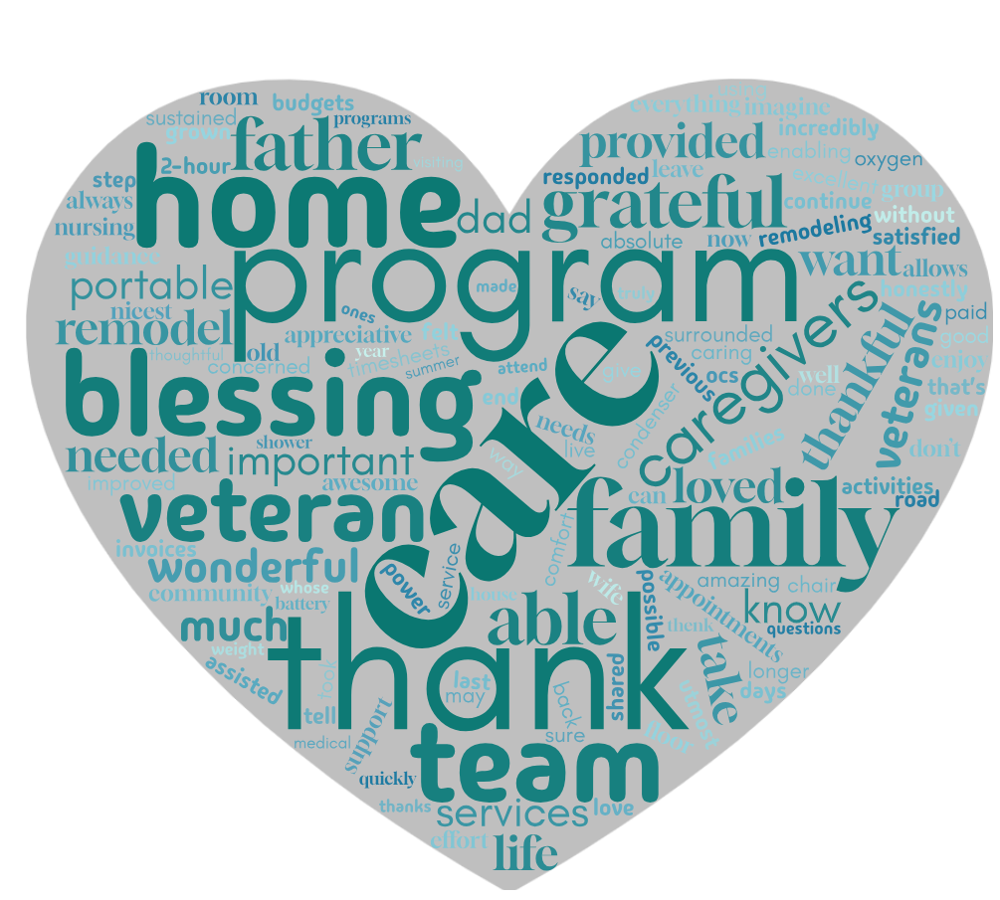 room
budgets
everything
imagine
sustained
programs
grown
father
provided
incredibly
enabling
oxygen
2-hour
visiting
step
home
responded
leave
excellent
group
always
dad
grateful
continue
without
nursing
absolute
now
remodeling
satisfied
guidance
program
want
allows
portable
made
say
truly
caregivers
honestly
nicest
ones
thankful
veterans
paid
remodel
appreciative
felt
surrounded
good
thoughtful
old
year
timesheets
previous
caring
enjoy
concerned
summer
attend
care
give
ocs
well
done
that's
blessing
end
condenser
given
needs
families
don't
needed
shower
important
live
way
improved
awesome
can
loved
activities
road
veteran
family
invoices
comfort
wonderful
service
power
wife
possible
appointments
amazing
chair
community
whose
battery
house
able
know
much
thank
thenk
questions
weight
take
assisted
took
last
may
back
shared
utmost
longer
days
tell
support
sure
door
medical
team
quickly
thanks
services
love
effort
life